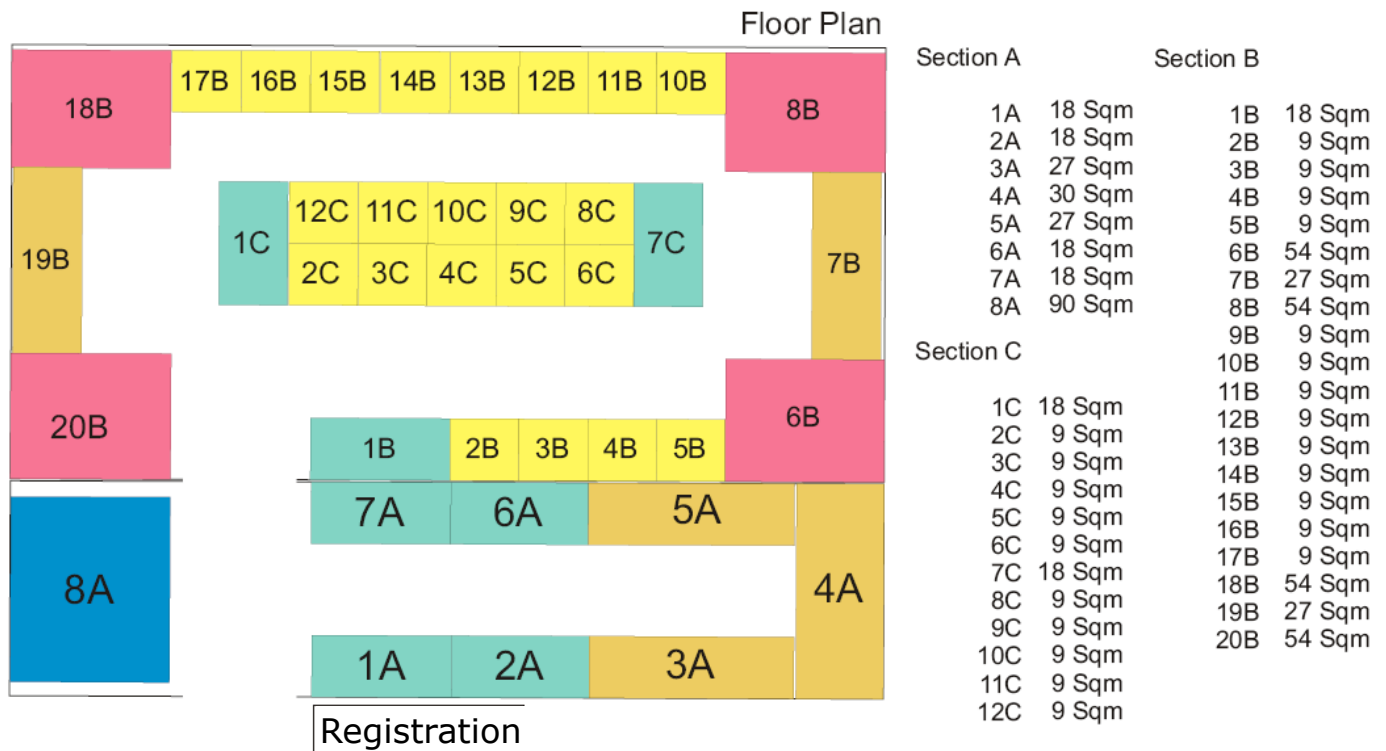 Floor Plan
18B
17B 16B 15B 14B 13B 12B 11B 10B
8B
19B
1C
12C 11C 10C 9C 8C
2C 3C 4C 5C 6C
7C
7B
20B
1B 2B 3B 4B 5B
6B
8A
7A 6A 5A
4A
1A 2A 3A
Registration
Section A
1A 18 Sqm
2A 18 Sqm
3A 27 Sqm
4A 30 Sqm
5A 27 Sqm
6A 18 Sqm
7A 18 Sqm
8A 90 Sqm
Section C
1C 18 Sqm
2C 9 Sqm
3C 9 Sqm
4C 9 Sqm
5C 9 Sqm
6C 9 Sqm
7C 18 Sqm
8C 9 Sqm
9C 9 Sqm
10C 9 Sqm
11C 9 Sqm
12C 9 Sqm
Section B
1B 18 Sqm
2B 9 Sqm
3B 9 Sqm
4B 9 Sqm
5B 9 Sqm
6B 54 Sqm
7B 27 Sqm
8B 54 Sqm
9B 9 Sqm
10B 9 Sqm
11B 9 Sqm
12B 9 Sqm
13B 9 Sqm
14B 9 Sqm
15B 9 Sqm
16B 9 Sqm
17B 9 Sqm
18B 54 Sqm
19B 27 Sqm
20B 54 Sqm